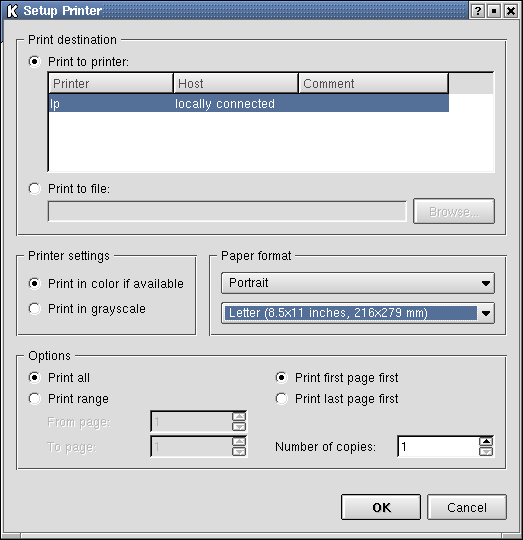 Setup Printer
Print destination
Print to printer:
Printer Host Comment
lp locally connected
Print to file:
Browse...
Printer settings
Print in color if available
Print in grayscale
Paper format
Portrait
Letter (8.5x11 inches, 216x279 mm)
Options
Print all
Print range
From page: 1
To page: 1
Print first page first
Print last page first
Number of copies: 1
OK Cancel